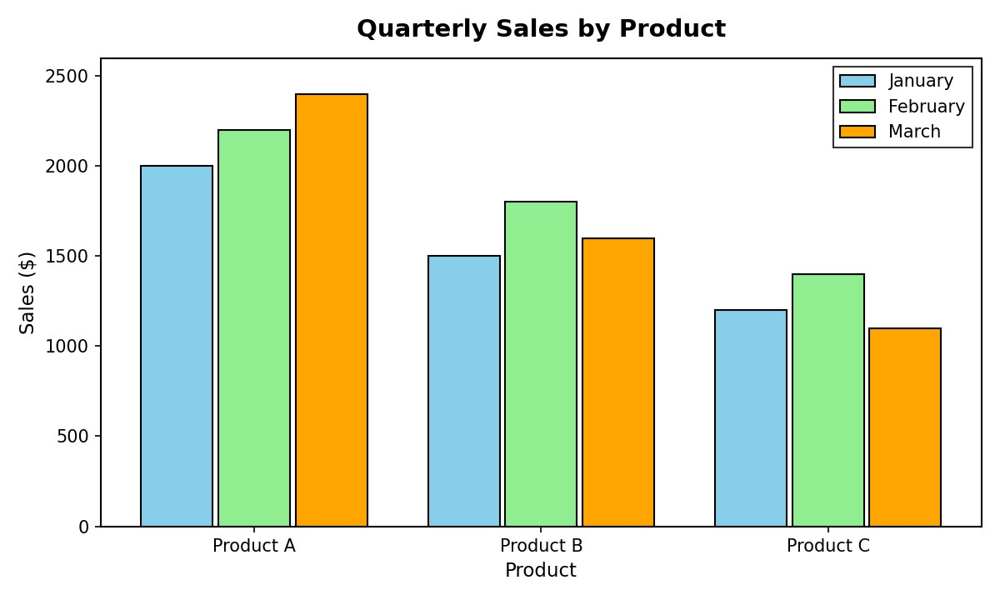 Quarterly Sales by Product
2500
2000
1500
1000
500
0
Sales ($)
January
February
March
Product A
Product B
Product C
Product